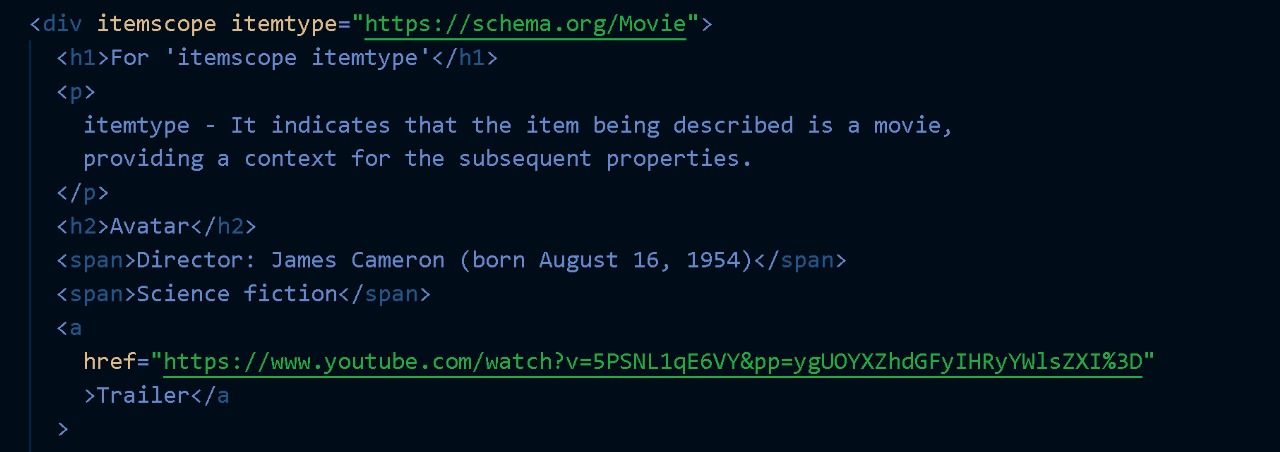 <div itemscope itemtype="https://schema.org/Movie">
<h1>For 'itemscope itemtype'</h1>
<p>
itemtype - It indicates that the item being described is a movie,
providing a context for the subsequent properties.
</p>
<h2>Avatar</h2>
<span>Director: James Cameron (born August 16, 1954)</span>
<span>Science fiction</span>
<a
href="https://www.youtube.com/watch?v=5PSNL1qE6VY&pp=ygUOYXZhdGFyIHRyYWlsZXI%3D"
>Trailer</a
>